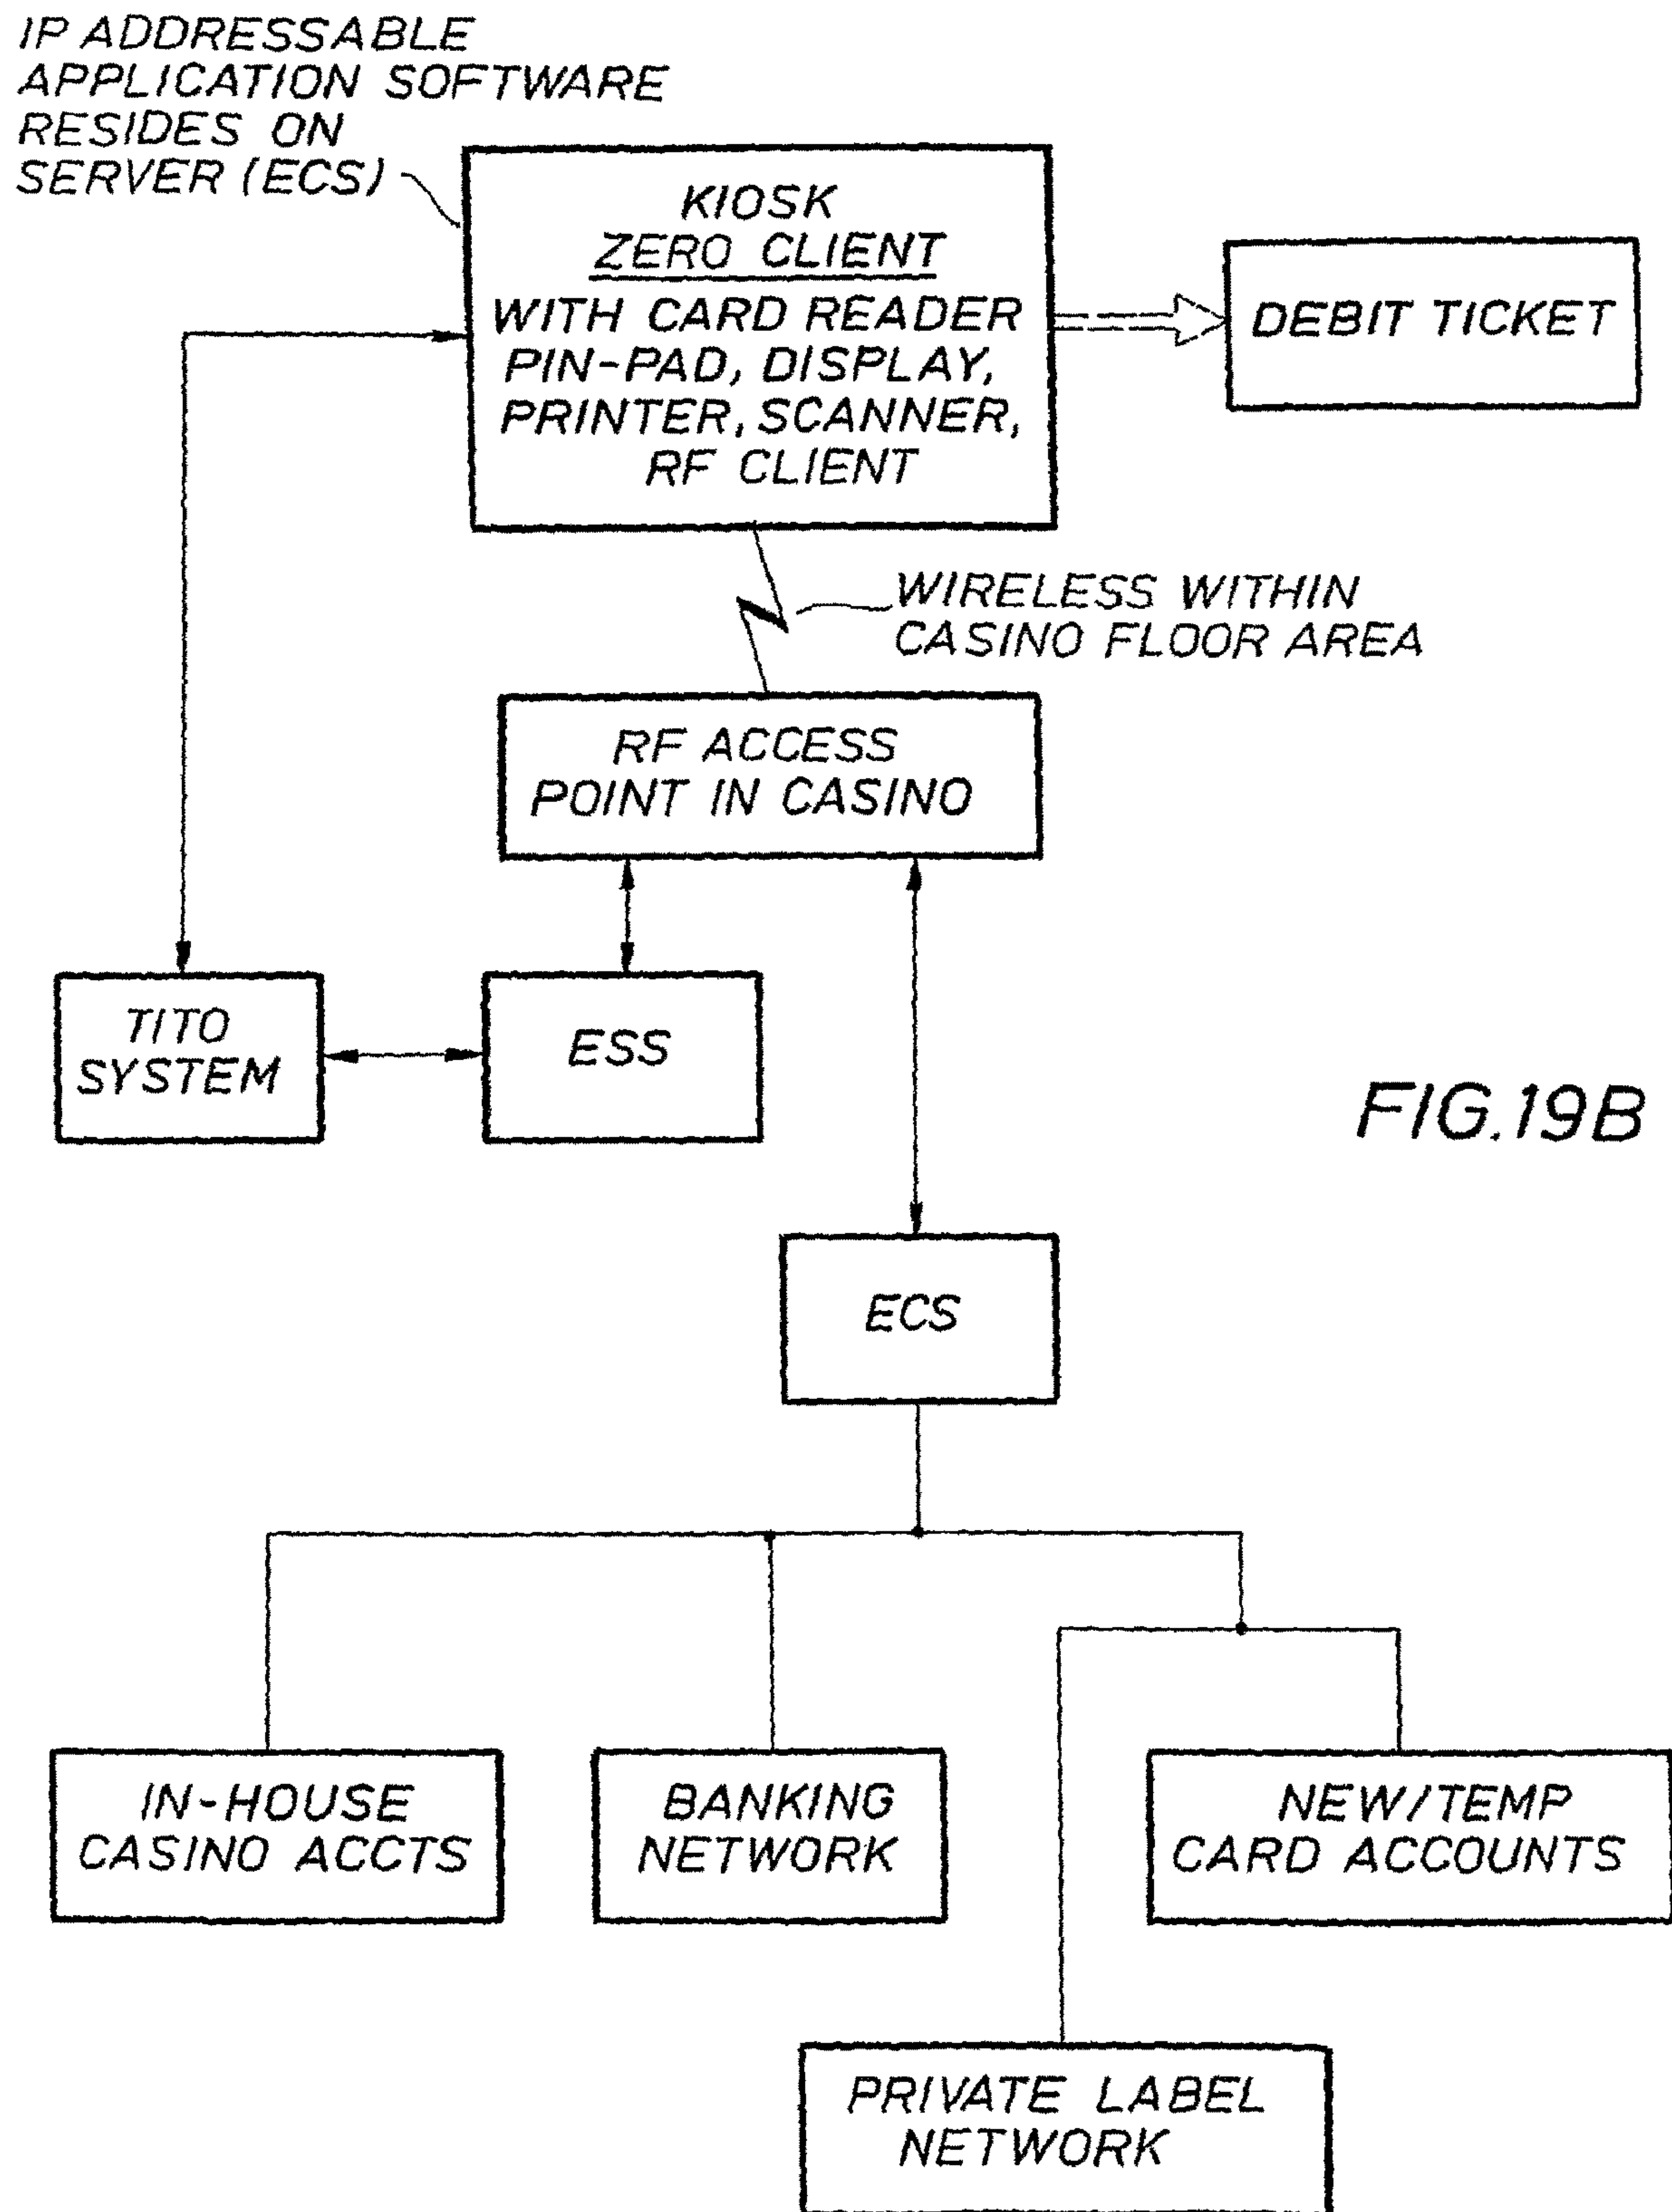 IP ADDRESSABLE
APPLICATION SOFTWARE
RESIDES ON
SERVER (ECS)
KIOSK
ZERO CLIENT
WITH CARD READER
PIN-PAD, DISPLAY,
PRINTER, SCANNER,
RF CLIENT
DEBIT TICKET
WIRELESS WITHIN
CASINO FLOOR AREA
RF ACCESS
POINT IN CASINO
TITO
SYSTEM
ESS
FIG.19B
ECS
IN-HOUSE
CASINO ACCTS
BANKING
NETWORK
NEW/TEMP
CARD ACCOUNTS
PRIVATE LABEL
NETWORK